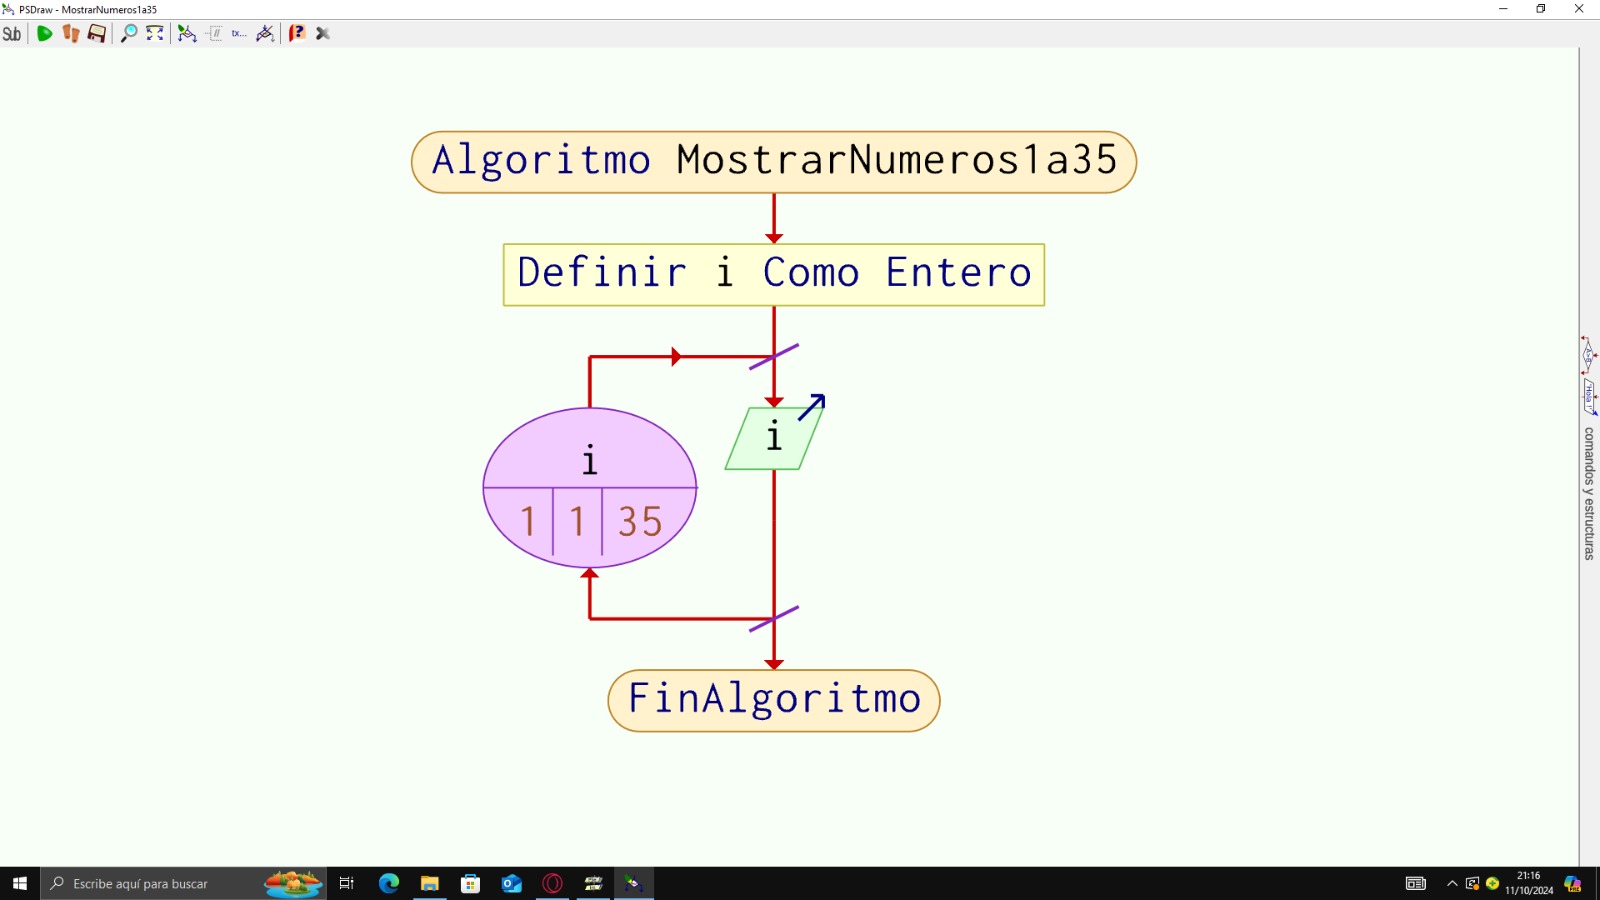 PSDraw - MostrarNumeros1a35
Sub
tx...
Algoritmo MostrarNumeros1a35
Definir i Como Entero
i
i
1 1 35
FinAlgoritmo
comandos y estructuras
Escribe aquí para buscar
21:16
11/10/2024